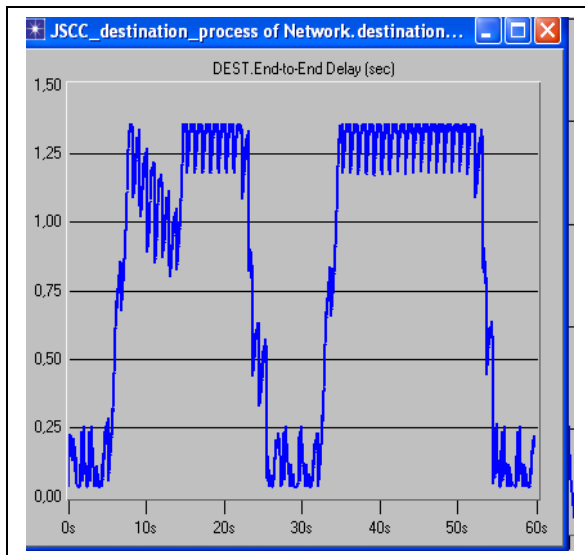 JSCC_destination_process of Network.destination...
DEST.End-to-End Delay (sec)
1,50
1,25
1,00
0,75
0,50
0,25
0,00
0s 10s 20s 30s 40s 50s 60s